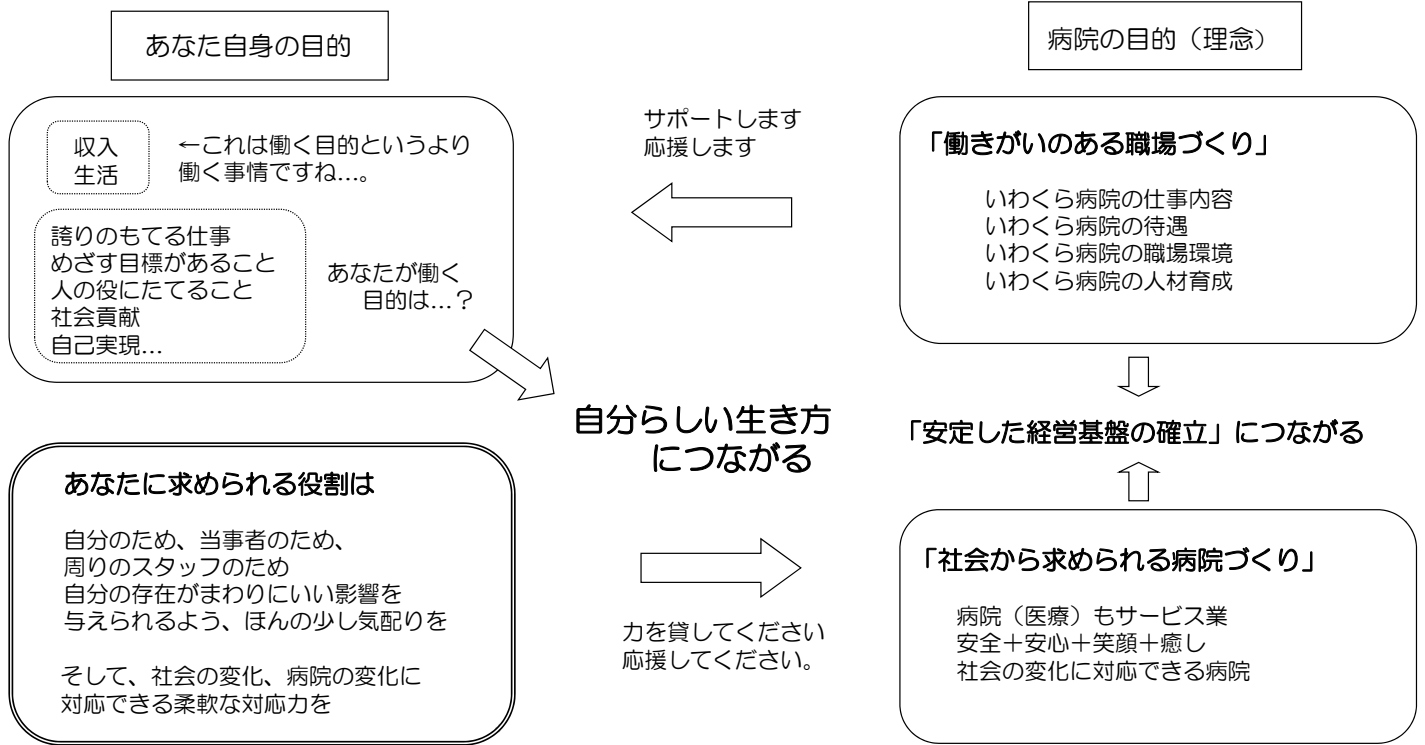 あなた自身の目的
収入
生活
←これは働く目的というより
働く事情ですね…。
誇りのもてる仕事
めざす目標があること
人の役にたてること
社会貢献
自己実現…
あなたが働く
目的は…？
サポートします
応援します
病院の目的（理念）
「働きがいのある職場づくり」
いわくら病院の仕事内容
いわくら病院の待遇
いわくら病院の職場環境
いわくら病院の人材育成
自分らしい生き方
につながる
「安定した経営基盤の確立」につながる
あなたに求められる役割は
自分のため、当事者のため、
周りのスタッフのため
自分の存在がまわりにいい影響を
与えられるよう、ほんの少し気配りを
そして、社会の変化、病院の変化に
対応できる柔軟な対応力を
力を貸してください
応援してください。
「社会から求められる病院づくり」
病院（医療）もサービス業
安全＋安心＋笑顔＋癒し
社会の変化に対応できる病院